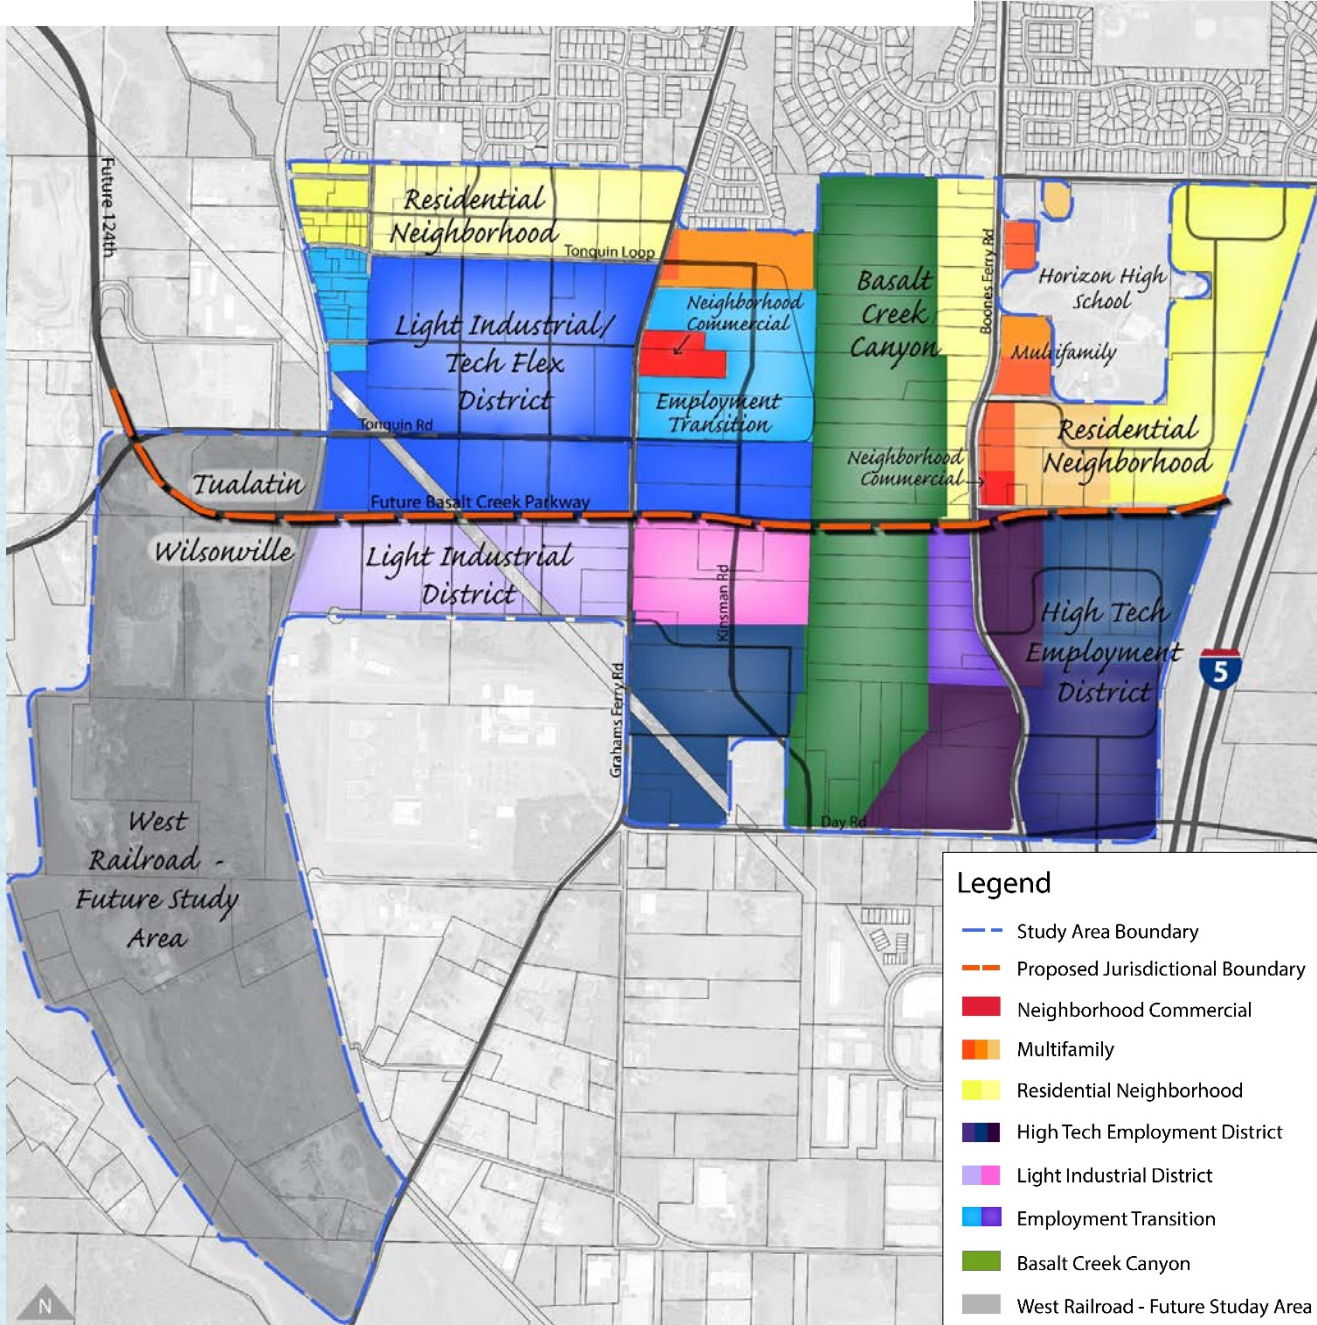 Future 124th
Residential
Neighborhood
Tonquin Loop
Boones Ferry Rd
Horizon High
School
Basalt
Creek
Canyon
Neighborhood
Commercial
Light Industrial/
Tech Flex
District
Multifamily
Employment
Transition
Tonquin Rd
Residential
Neighborhood
Neighborhood
Commercial
Tualatin
Future Basalt Creek Parkway
Wilsonville
Light Industrial
District
Kinsman Rd
High Tech
Employment
District
5
Grahams Ferry Rd
Day Rd
West
Railroad -
Future Study
Area
Legend
Study Area Boundary
Proposed Jurisdictional Boundary
Neighborhood Commercial
Multifamily
Residential Neighborhood
High Tech Employment District
Light Industrial District
Employment Transition
Basalt Creek Canyon
West Railroad - Future Studay Area
N